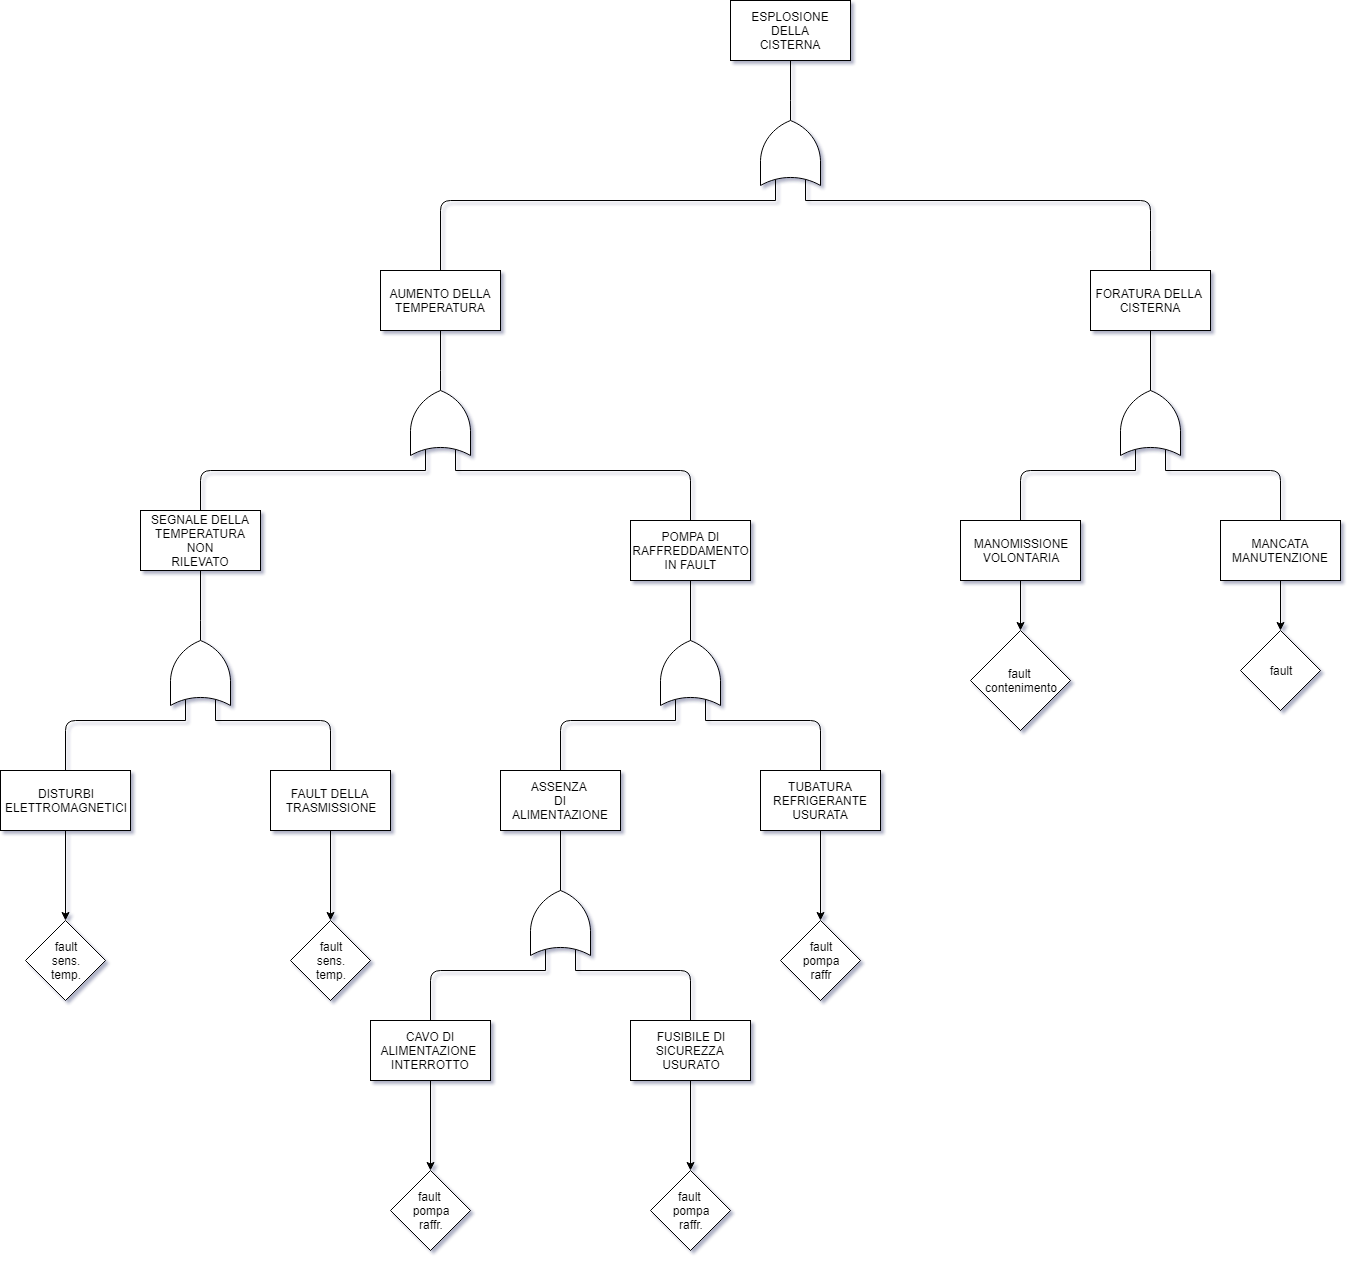 ESPLOSIONE
DELLA
CISTERNA
AUMENTO DELLA
TEMPERATURA
FORATURA DELLA
CISTERNA
SEGNALE DELLA
TEMPERATURA
NON
RILEVATO
POMPA DI
RAFFREDDAMENTO
IN FAULT
MANOMISSIONE
VOLONTARIA
MANCATA
MANUTENZIONE
fault
contenimento
fault
DISTURBI
ELETTROMAGNETICI
FAULT DELLA
TRASMISSIONE
ASSENZA
DI
ALIMENTAZIONE
TUBATURA
REFRIGERANTE
USURATA
fault
sens.
temp.
fault
sens.
temp.
fault
pompa
raffr
CAVO DI
ALIMENTAZIONE
INTERROTTO
FUSIBILE DI
SICUREZZA
USURATO
fault
pompa
raffr.
fault
pompa
raffr.